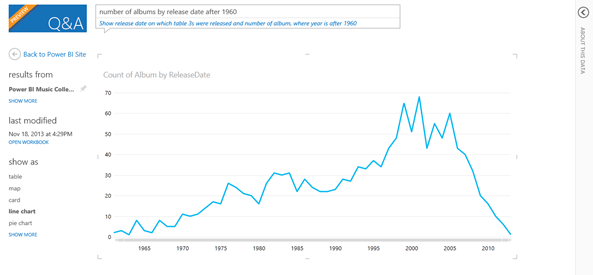 PREVIEW
Q&A
number of albums by release date after 1960
Show release date on which table 3s were released and number of album, where year is after 1960
Back to Power BI Site
results from
Power BI Music Colle...
SHOW MORE
last modified
Nov 18, 2013 at 4:29PM
OPEN WORKBOOK
show as
table
map
card
line chart
pie chart
SHOW MORE
Count of Album by ReleaseDate
70
60
50
40
30
20
10
0
1965 1970 1975 1980 1985 1990 1995 2000 2005 2010
ABOUT THIS DATA